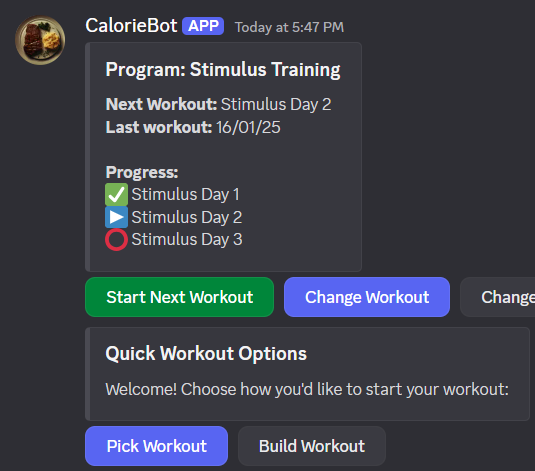 CalorieBot APP Today at 5:47 PM
Program: Stimulus Training
Next Workout: Stimulus Day 2
Last workout: 16/01/25
Progress:
✅ Stimulus Day 1
▶️ Stimulus Day 2
⭕ Stimulus Day 3
Start Next Workout Change Workout Change
Quick Workout Options
Welcome! Choose how you'd like to start your workout:
Pick Workout Build Workout